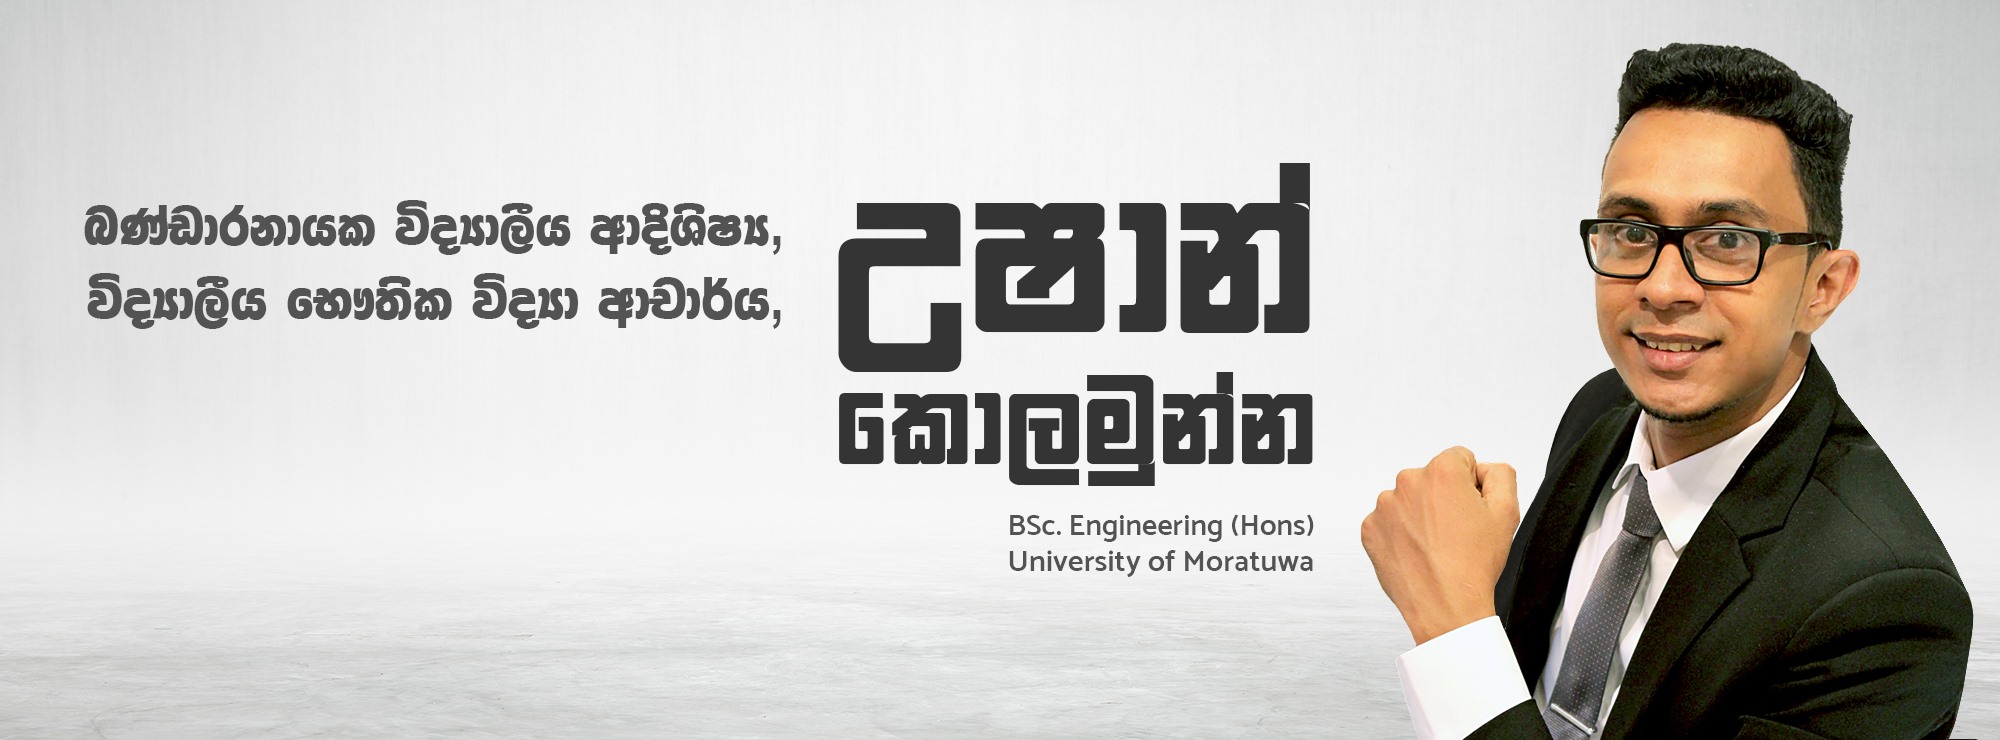 බණ්ඩාරනායක විද්‍යාලීය ආදිශිෂ්‍ය,
විද්‍යාලීය භෞතික විද්‍යා ආචාර්ය,
උෂාන්
කොලමුන්න
BSc. Engineering (Hons)
University of Moratuwa